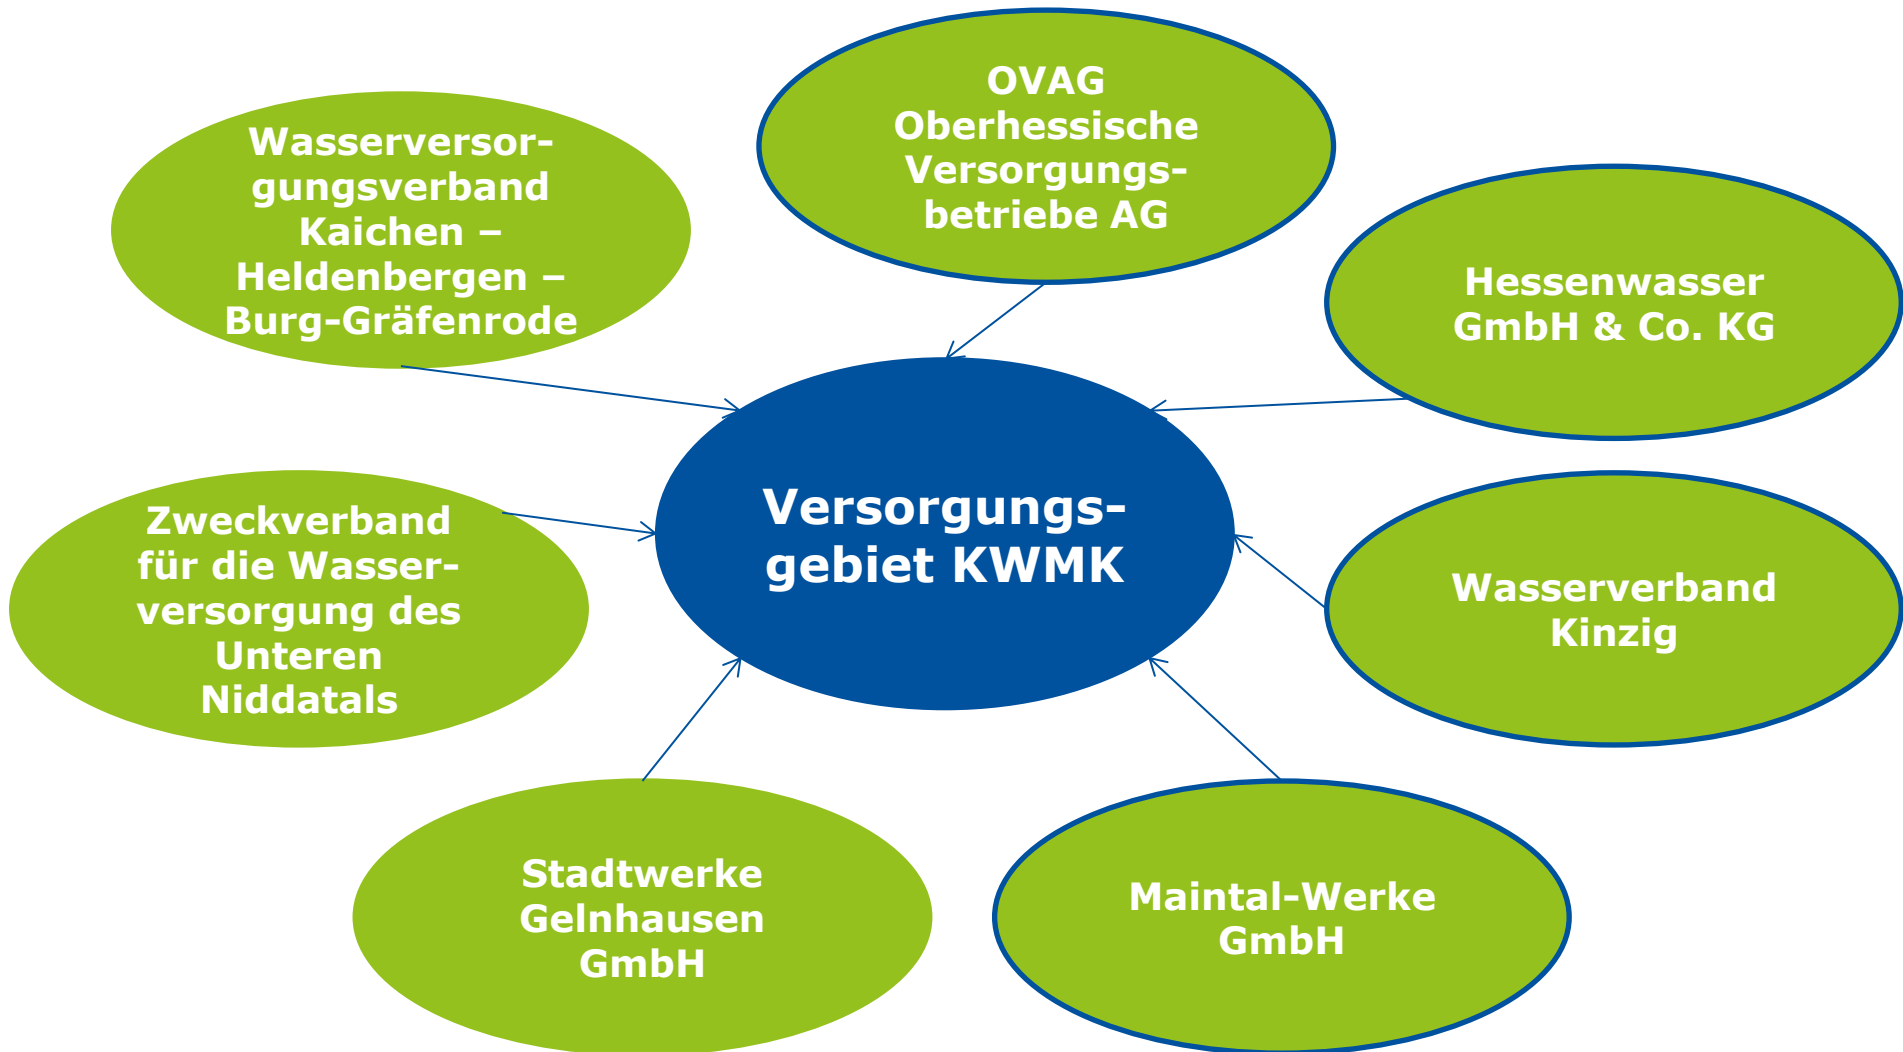 OVAG
Oberhessische
Versorgungs-
betriebe AG
Wasserversor-
gungsverband
Kaichen –
Heldenbergen –
Burg-Gräfenrode
Hessenwasser
GmbH & Co. KG
Versorgungs-
gebiet KWMK
Zweckverband
für die Wasser-
versorgung des
Unteren
Niddatals
Wasserverband
Kinzig
Stadtwerke
Gelnhausen
GmbH
Maintal-Werke
GmbH